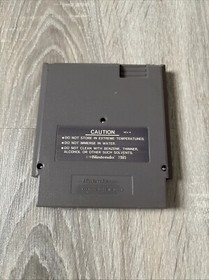 CAUTION
•DO NOT STORE IN EXTREME TEMPERATURES.
•DO NOT IMMERSE IN WATER.
•DO NOT CLEAN WITH BENZENE, THINNER,
ALCOHOL OR OTHER SUCH SOLVENTS.
©Nintendo 1985